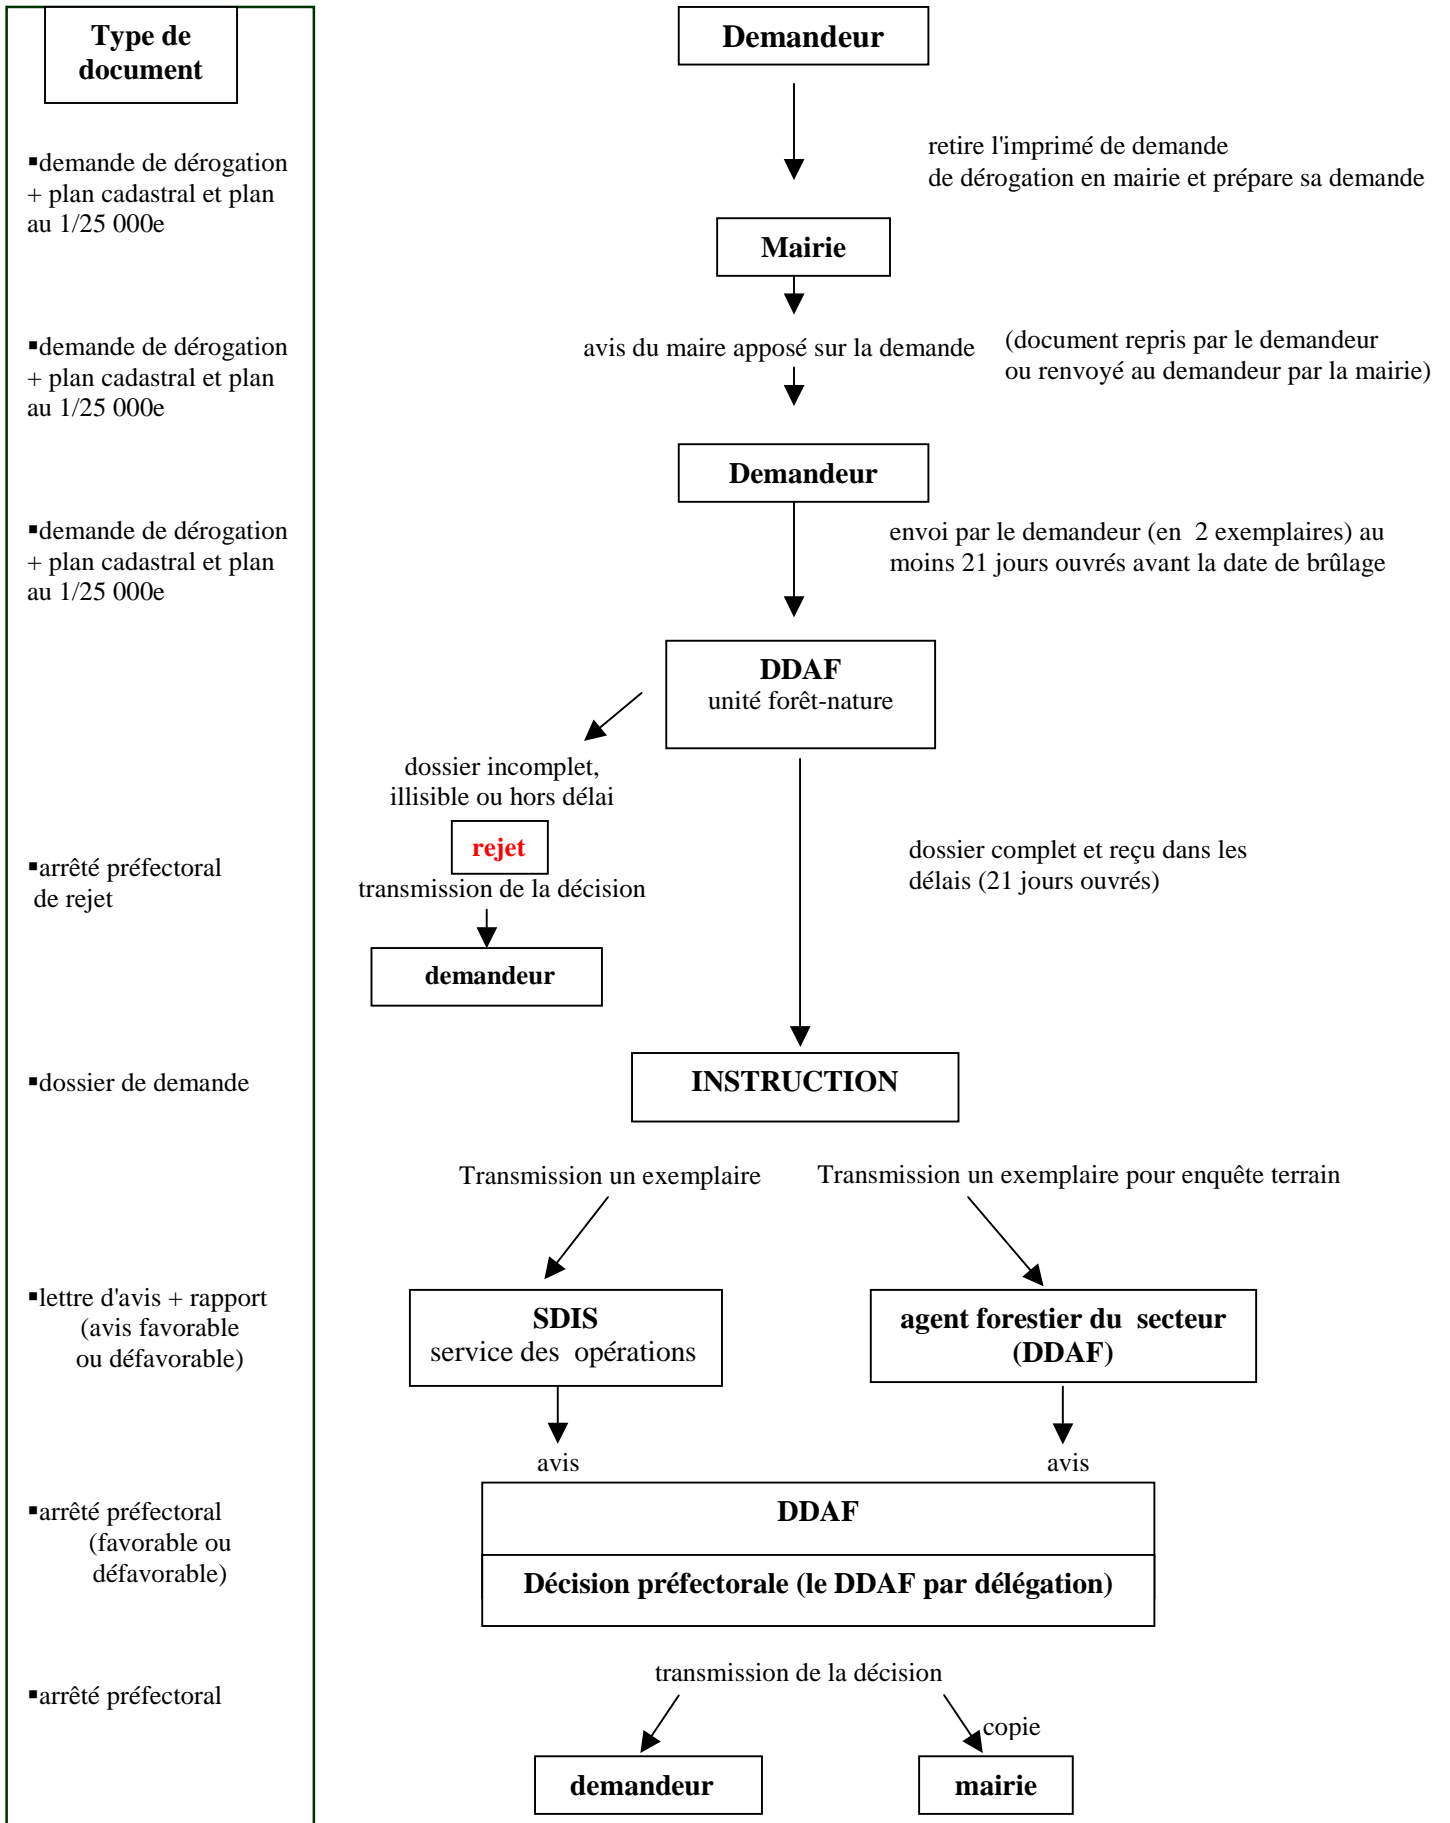 Type de
document
Demandeur
▪demande de dérogation
+ plan cadastral et plan
au 1/25 000e
retire l'imprimé de demande
de dérogation en mairie et prépare sa demande
Mairie
▪demande de dérogation
+ plan cadastral et plan
au 1/25 000e
avis du maire apposé sur la demande
(document repris par le demandeur
ou renvoyé au demandeur par la mairie)
Demandeur
▪demande de dérogation
+ plan cadastral et plan
au 1/25 000e
envoi par le demandeur (en 2 exemplaires) au
moins 21 jours ouvrés avant la date de brûlage
DDAF
unité forêt-nature
dossier incomplet,
illisible ou hors délai
rejet
transmission de la décision
demandeur
▪arrêté préfectoral
de rejet
dossier complet et reçu dans les
délais (21 jours ouvrés)
▪dossier de demande
INSTRUCTION
Transmission un exemplaire
Transmission un exemplaire pour enquête terrain
▪lettre d'avis + rapport
(avis favorable
ou défavorable)
SDIS
service des opérations
agent forestier du secteur
(DDAF)
avis
avis
▪arrêté préfectoral
(favorable ou
défavorable)
DDAF
Décision préfectorale (le DDAF par délégation)
▪arrêté préfectoral
transmission de la décision
copie
demandeur
mairie